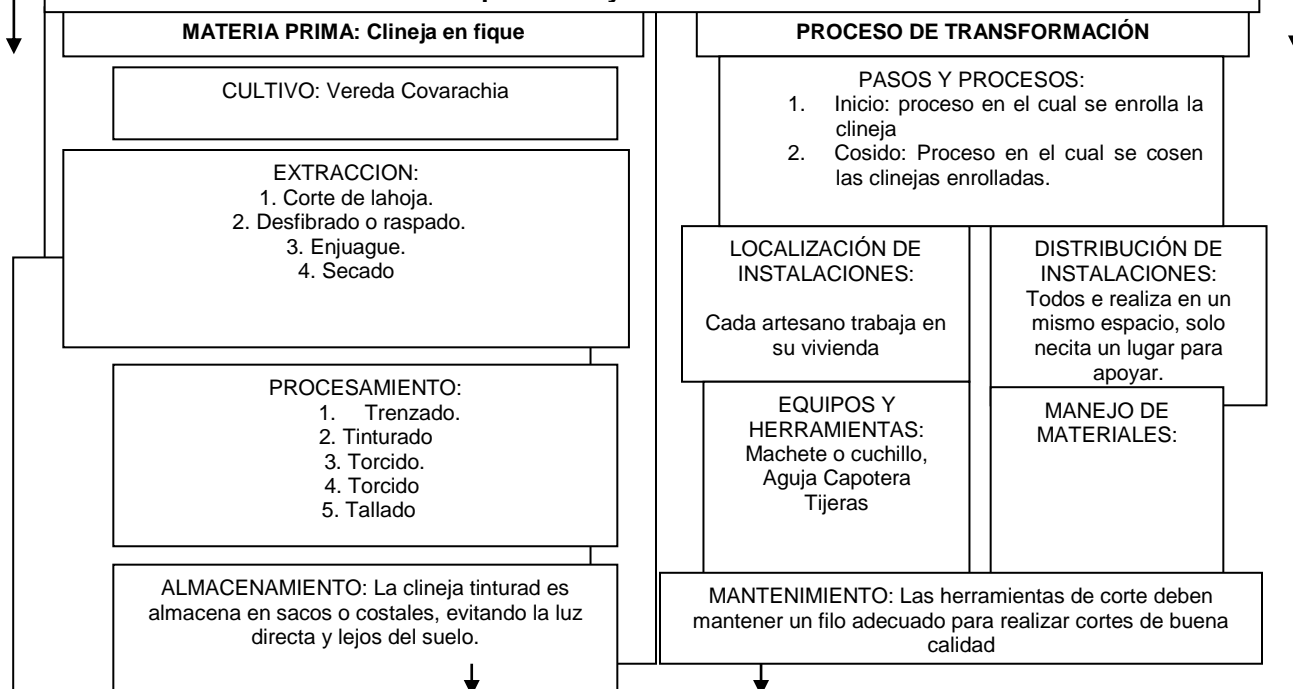 MATERIA PRIMA: Clineja en fique
CULTIVO: Vereda Covarachia
EXTRACCION:
1. Corte de lahoja.
2. Desfibrado o raspado.
3. Enjuague.
4. Secado
PROCESAMIENTO:
1. Trenzado.
2. Tinturado
3. Torcido.
4. Torcido
5. Tallado
ALMACENAMIENTO: La clineja tinturad es
almacena en sacos o costales, evitando la luz
directa y lejos del suelo.
PROCESO DE TRANSFORMACIÓN
PASOS Y PROCESOS:
1. Inicio: proceso en el cual se enrolla la
clineja
2. Cosido: Proceso en el cual se cosen
las clinejas enrolladas.
LOCALIZACIÓN DE
INSTALACIONES:
Cada artesano trabaja en
su vivienda
DISTRIBUCIÓN DE
INSTALACIONES:
Todos e realiza en un
mismo espacio, solo
necita un lugar para
apoyar.
EQUIPOS Y
HERRAMIENTAS:
Machete o cuchillo,
Aguja Capotera
Tijeras
MANEJO DE
MATERIALES:
MANTENIMIENTO: Las herramientas de corte deben
mantener un filo adecuado para realizar cortes de buena
calidad